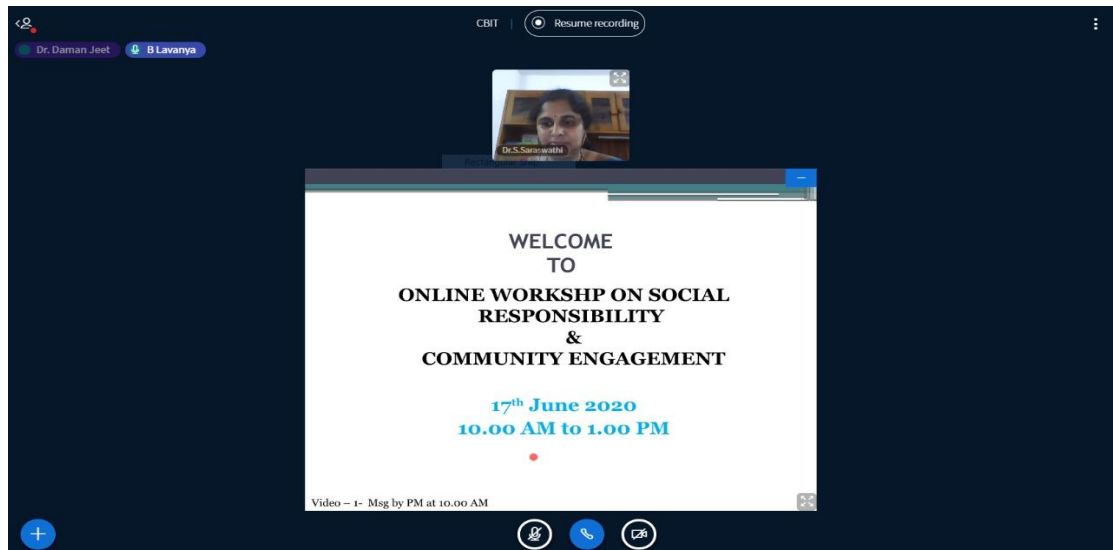 CBIT | Resume recording
Dr. Daman Jeet B Lavanya
Dr.S.Saraswathi
WELCOME
TO
ONLINE WORKSHP ON SOCIAL
RESPONSIBILITY
&
COMMUNITY ENGAGEMENT
17th June 2020
10.00 AM to 1.00 PM
Video – 1- Msg by PM at 10.00 AM